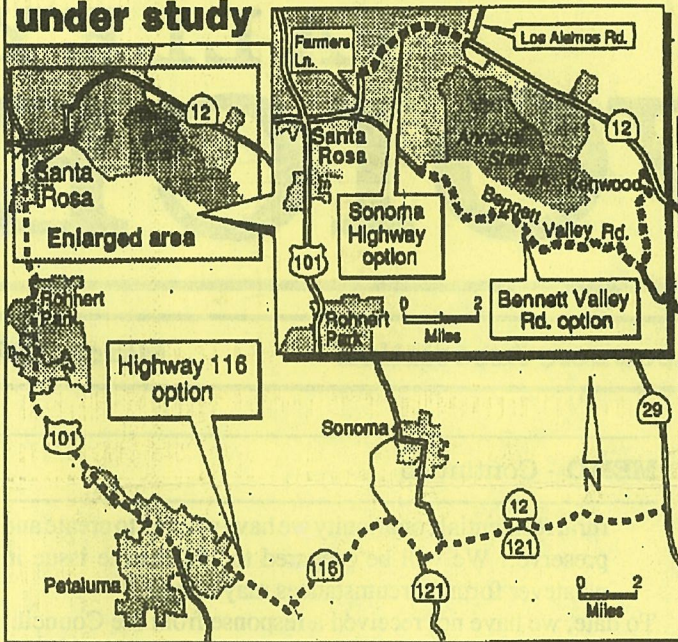 under study
Farmers
Ln.
Los Alamos Rd.
12
Santa
Rosa
Annadel
State
Park
12
Kenwood
Santa
Rosa
Enlarged area
Sonoma
Highway
option
Bennett
Valley Rd.
101
Bennett Valley
Rd. option
Rohnert
Park
0 2
Miles
Rohnert
Park
Highway 116
option
101
Sonoma
29
N
12
121
116
121
Petaluma
0 2
Miles